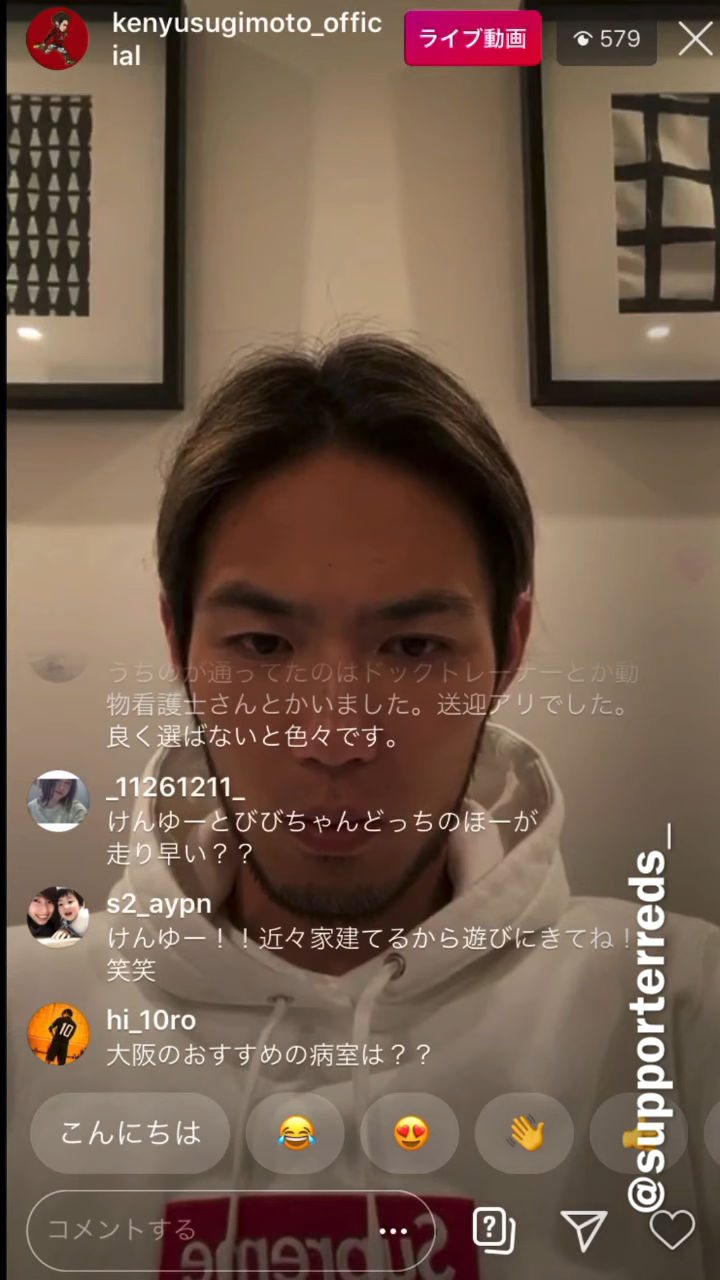 kenyusugimoto_offic
ial
ライブ動画
579
うちのが通ってたのはドックトレーナーとか動
物看護士さんとかいました。送迎アリでした。
良く選ばないと色々です。
_11261211_
けんゆーとびびちゃんどっちのほーが
走り早い？？
s2_aypn
けんゆー！！近々家建てるから遊びにきてね！
笑笑
hi_10ro
10
大阪のおすすめの病室は？？
こんにちは
😂
😍
👋
コメントする
...
?
Supreme
@supporterreds_